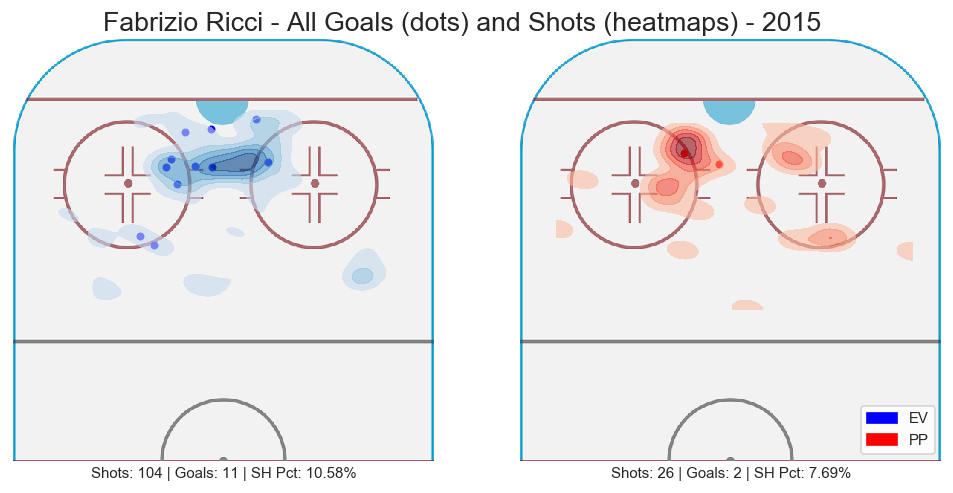 Fabrizio Ricci - All Goals (dots) and Shots (heatmaps) - 2015
EV
PP
Shots: 104 | Goals: 11 | SH Pct: 10.58%
Shots: 26 | Goals: 2 | SH Pct: 7.69%